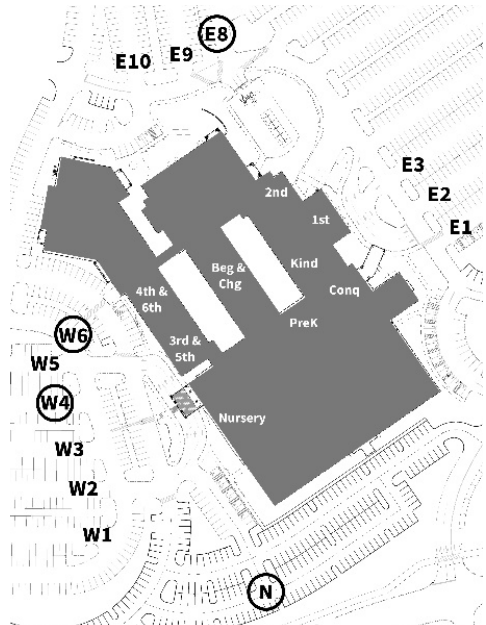 E8
E9
E10
E3
E2
E1
2nd
1st
Beg &
Chg
Kind
4th &
6th
Conq
PreK
3rd &
5th
W6
W5
W4
Nursery
W3
W2
W1
N